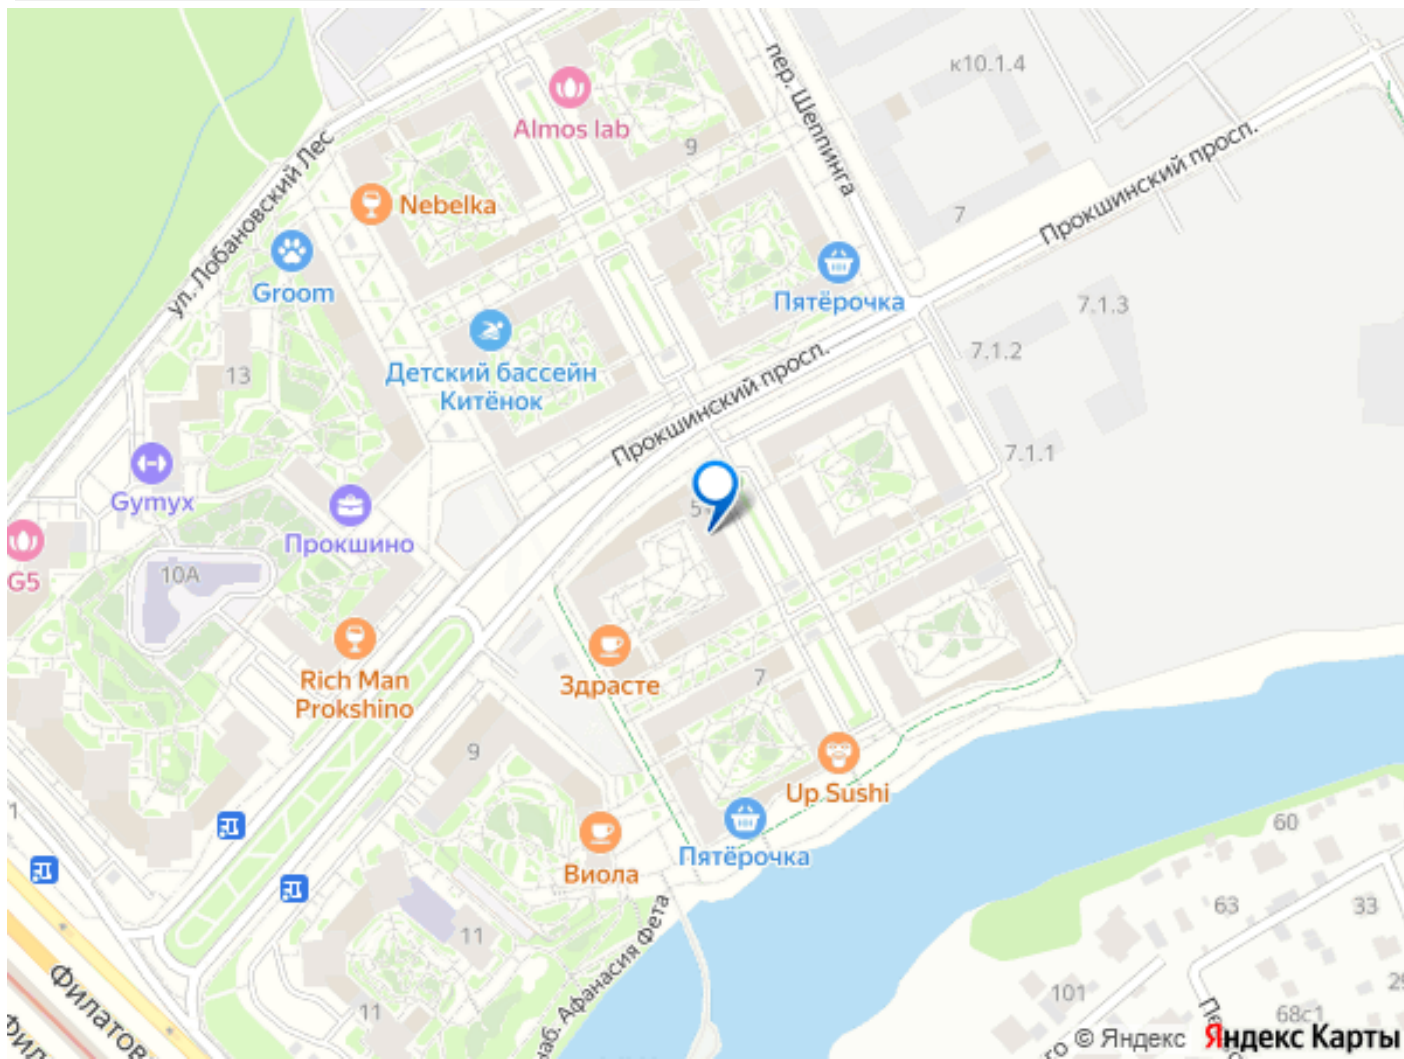 к10.1.4
пер. Шеппинга
Almos lab
9
Прокшинский просп.
ул. Лобановский Лес
Nebelka
7
Groom
Пятёрочка
7.1.3
7.1.2
Детский бассейн
Китёнок
13
Прокшинский просп.
7.1.1
Gymyx
Прокшино
G5
10А
Rich Man
Prokshino
Здрасте
7
9
Up Sushi
Пятёрочка
Виола
60
63
33
11
11
наб. Афанасия Фета
101
68с1
Филатов
Фил
© Яндекс
Яндекс Карты